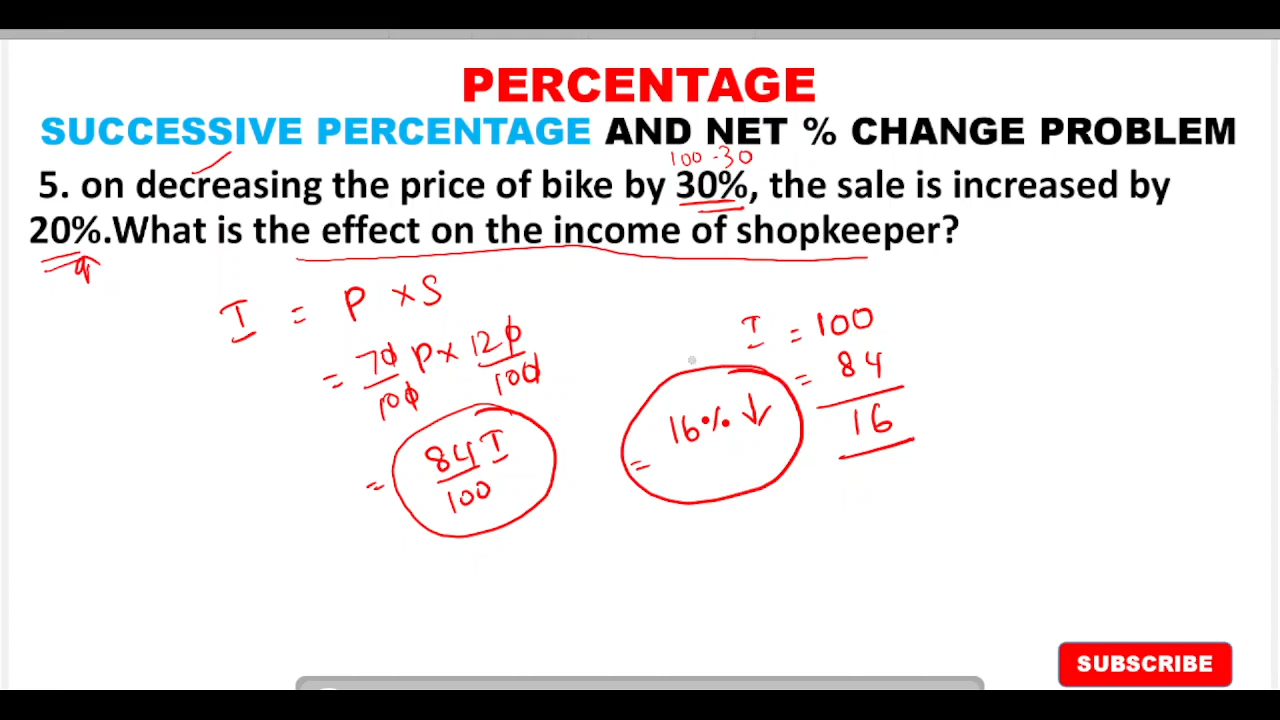 PERCENTAGE
SUCCESSIVE PERCENTAGE AND NET % CHANGE PROBLEM
100 - 30
5. on decreasing the price of bike by 30%, the sale is increased by
20%.What is the effect on the income of shopkeeper?
I = P × S
= 70/100 P × 120/100
= 84 I/100
I = 100
= 84
16
= 16% ↓
SUBSCRIBE